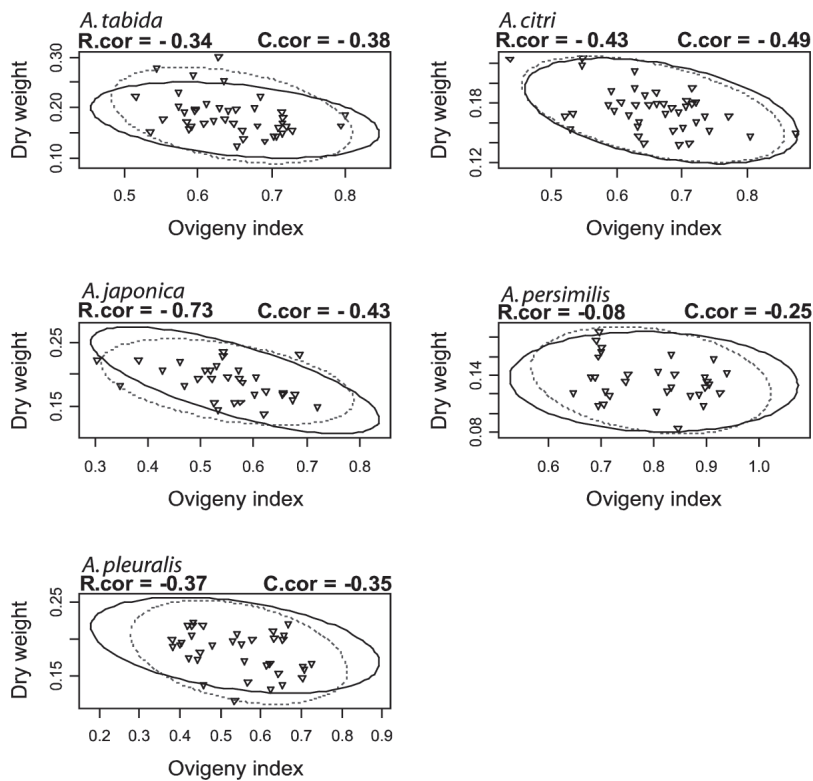 A. tabida
R.cor = - 0.34 C.cor = - 0.38
Dry weight
0.10 0.20 0.30
0.5 0.6 0.7 0.8
Ovigeny index
A. citri
R.cor = - 0.43 C.cor = - 0.49
Dry weight
0.12 0.18
0.5 0.6 0.7 0.8
Ovigeny index
A. japonica
R.cor = - 0.73 C.cor = - 0.43
Dry weight
0.15 0.25
0.3 0.4 0.5 0.6 0.7 0.8
Ovigeny index
A. persimilis
R.cor = -0.08 C.cor = -0.25
Dry weight
0.08 0.14
0.6 0.7 0.8 0.9 1.0
Ovigeny index
A. pleuralis
R.cor = -0.37 C.cor = -0.35
Dry weight
0.15 0.25
0.2 0.3 0.4 0.5 0.6 0.7 0.8 0.9
Ovigeny index